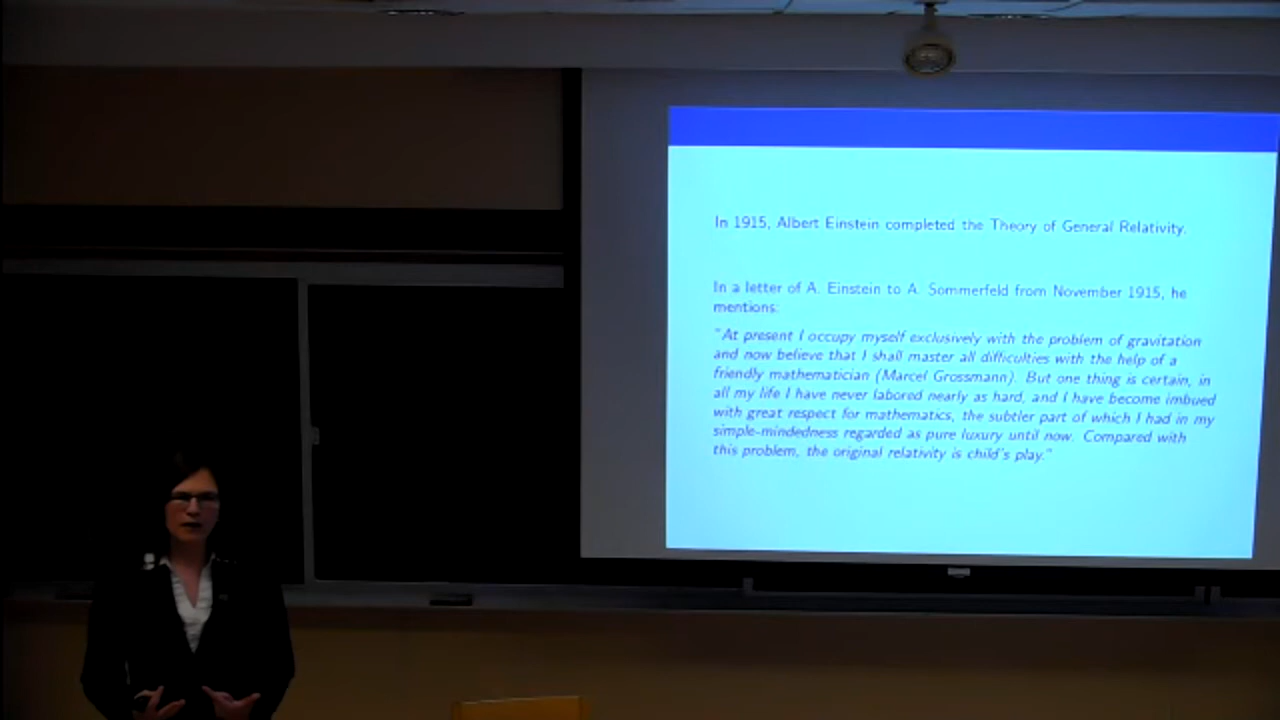 In 1915, Albert Einstein completed the Theory of General Relativity.
In a letter of A. Einstein to A. Sommerfeld from November 1915, he
mentions:
"At present I occupy myself exclusively with the problem of gravitation
and now believe that I shall master all difficulties with the help of a
friendly mathematician (Marcel Grossmann). But one thing is certain, in
all my life I have never labored nearly as hard, and I have become imbued
with great respect for mathematics, the subtler part of which I had in my
simple-mindedness regarded as pure luxury until now. Compared with
this problem, the original relativity is child's play."